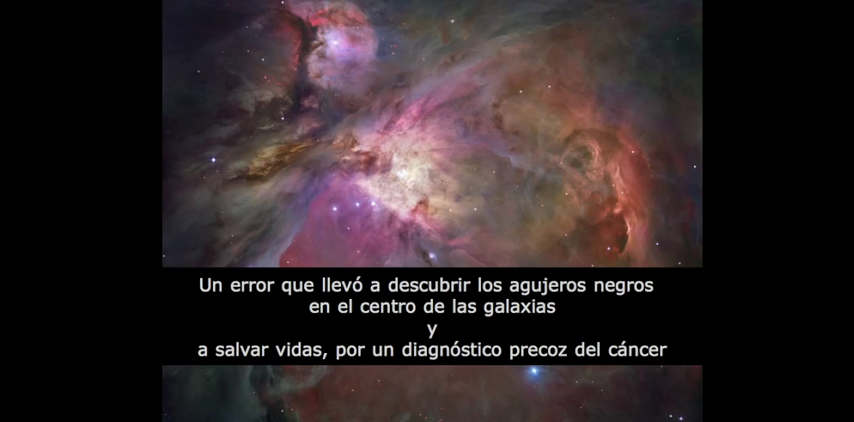 Un error que llevó a descubrir los agujeros negros
en el centro de las galaxias
y
a salvar vidas, por un diagnóstico precoz del cáncer